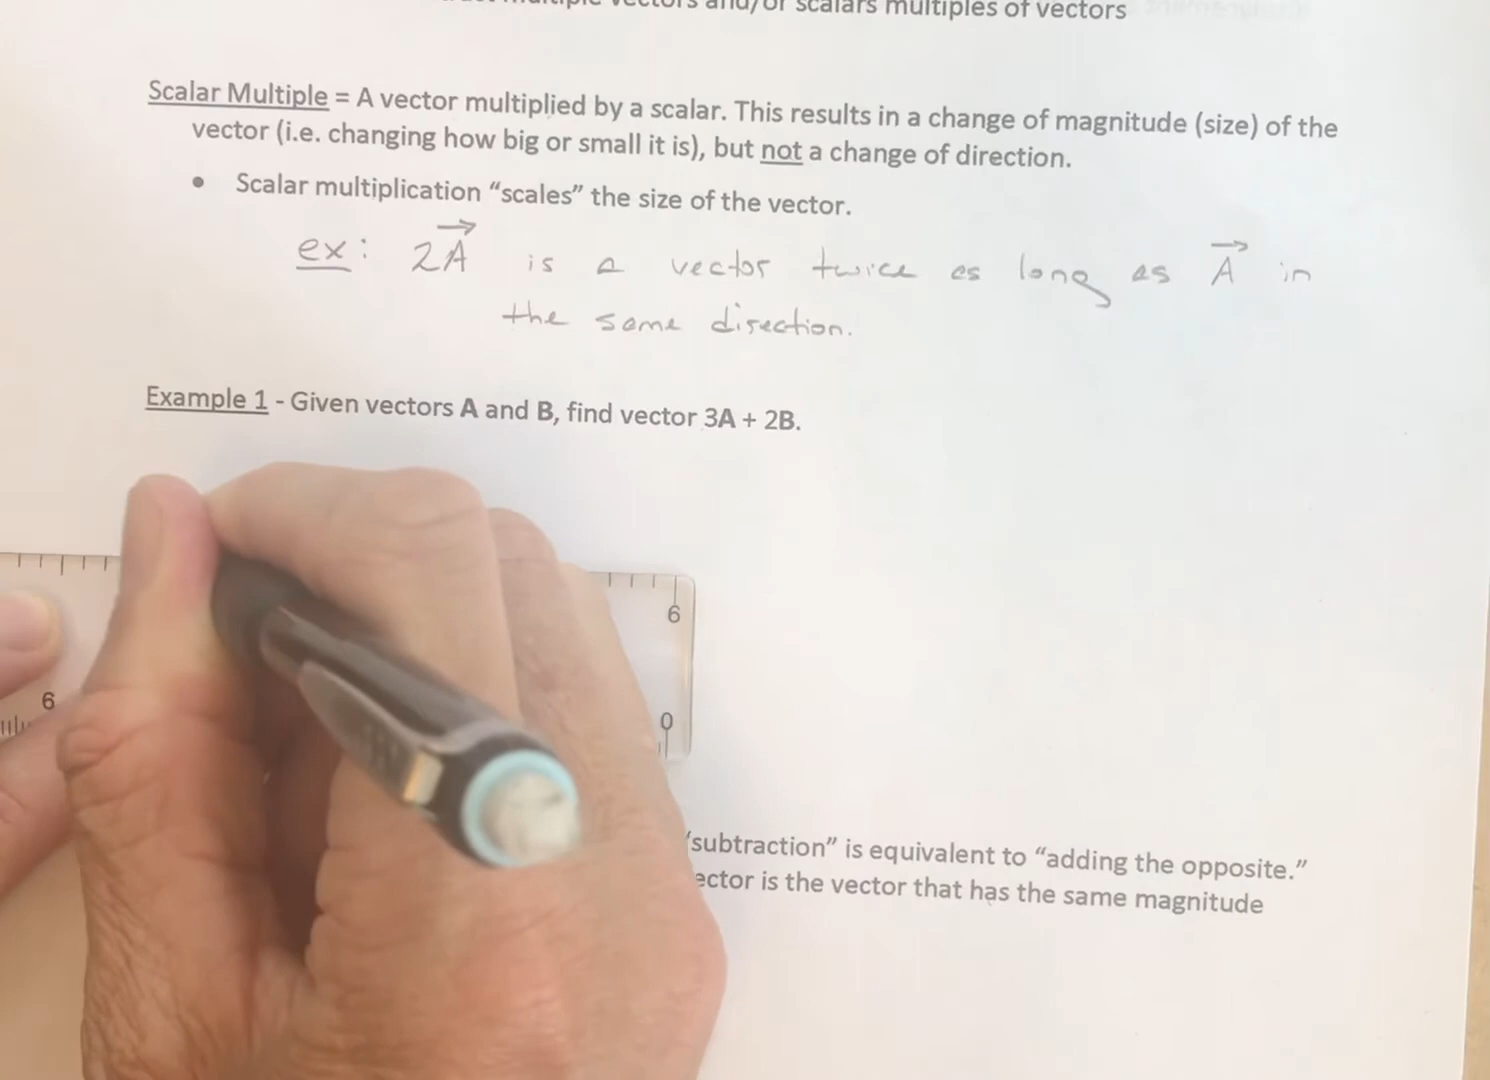 vectors and/or scalars multiples of vectors
Scalar Multiple = A vector multiplied by a scalar. This results in a change of magnitude (size) of the
vector (i.e. changing how big or small it is), but not a change of direction.
• Scalar multiplication “scales” the size of the vector.
ex: 2A is a vector twice as long as A in
the same direction.
Example 1 - Given vectors A and B, find vector 3A + 2B.
6
6
0
“subtraction” is equivalent to “adding the opposite.”
is the vector that has the same magnitude